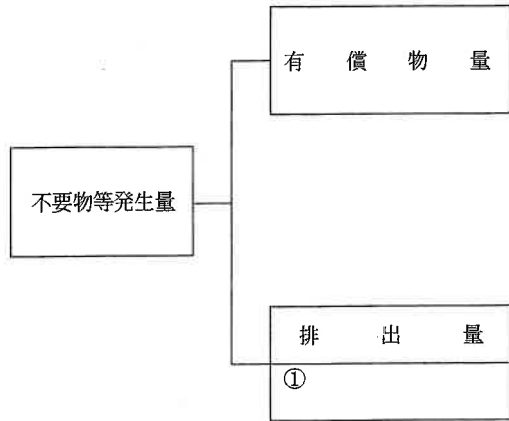 有償物量
不要物等発生量
排出量
①